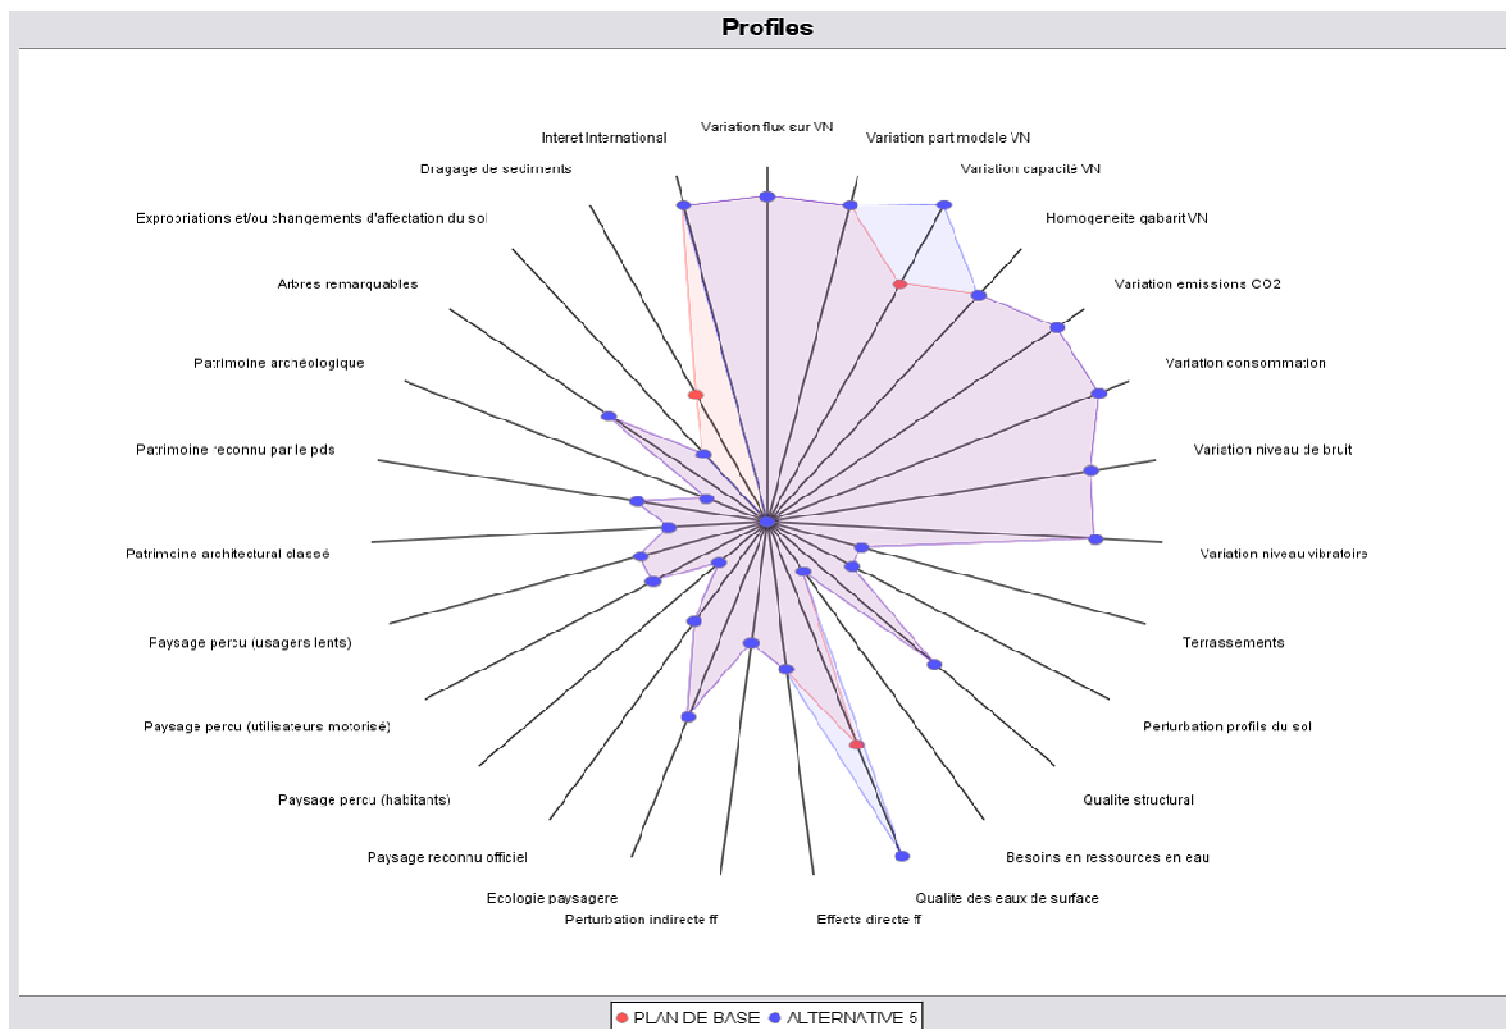 Profiles
Variation flux sur VN
Interet International
Variation part modale VN
Dragage de sediments
Variation capacité VN
Expropriations et/ou changements d'affectation du sol
Homogeneite gabarit VN
Arbres remarquables
Variation emissions CO2
Patrimoine archéologique
Variation consommation
Patrimoine reconnu par le pds
Variation niveau de bruit
Patrimoine architectural classé
Variation niveau vibratoire
Paysage percu (usagers lents)
Terrassements
Paysage percu (utilisateurs motorisé)
Perturbation profils du sol
Paysage percu (habitants)
Qualite structural
Paysage reconnu officiel
Besoins en ressources en eau
Ecologie paysagere
Qualite des eaux de surface
Perturbation indirecte ff
Effects directe ff
PLAN DE BASE
ALTERNATIVE 5